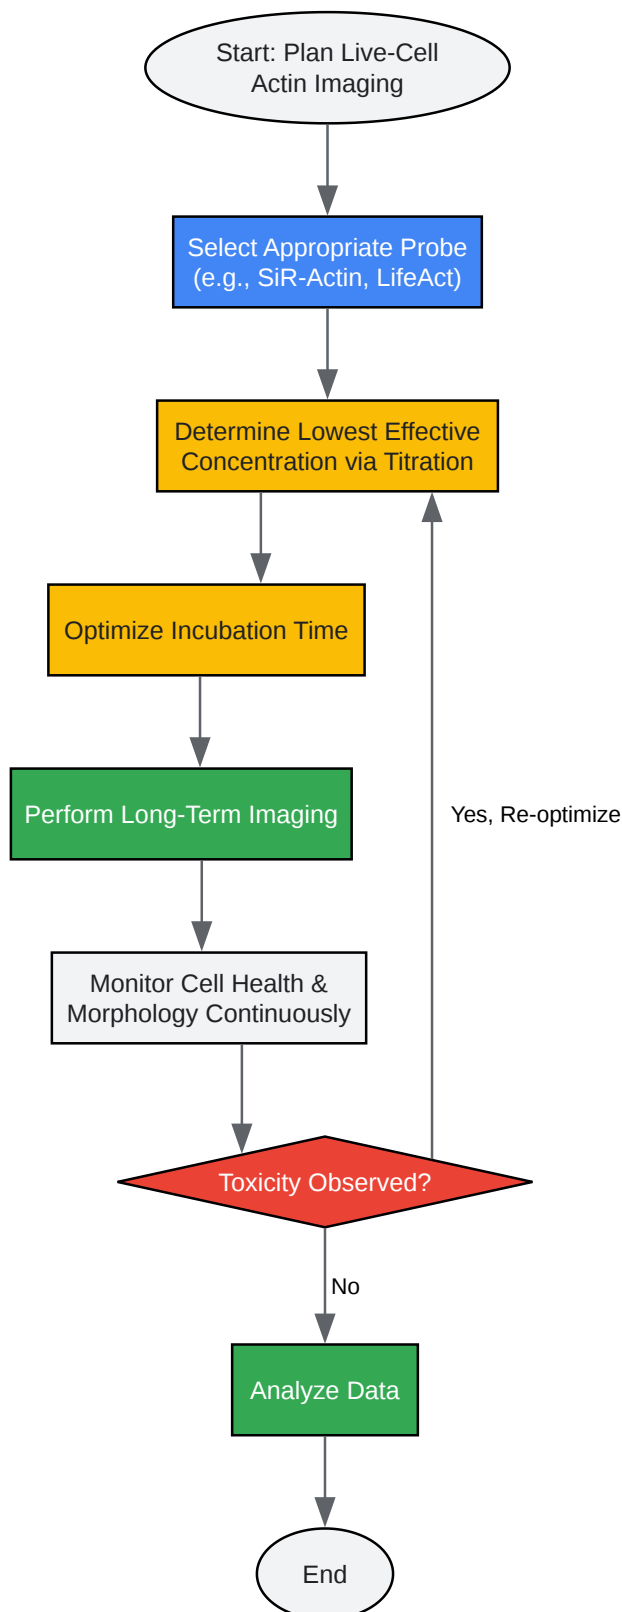 Start: Plan Live-Cell
Actin Imaging
Select Appropriate Probe
(e.g., SiR-Actin, LifeAct)
Determine Lowest Effective
Concentration via Titration
Optimize Incubation Time
Perform Long-Term Imaging
Yes, Re-optimize
Monitor Cell Health &
Morphology Continuously
Toxicity Observed?
No
Analyze Data
End